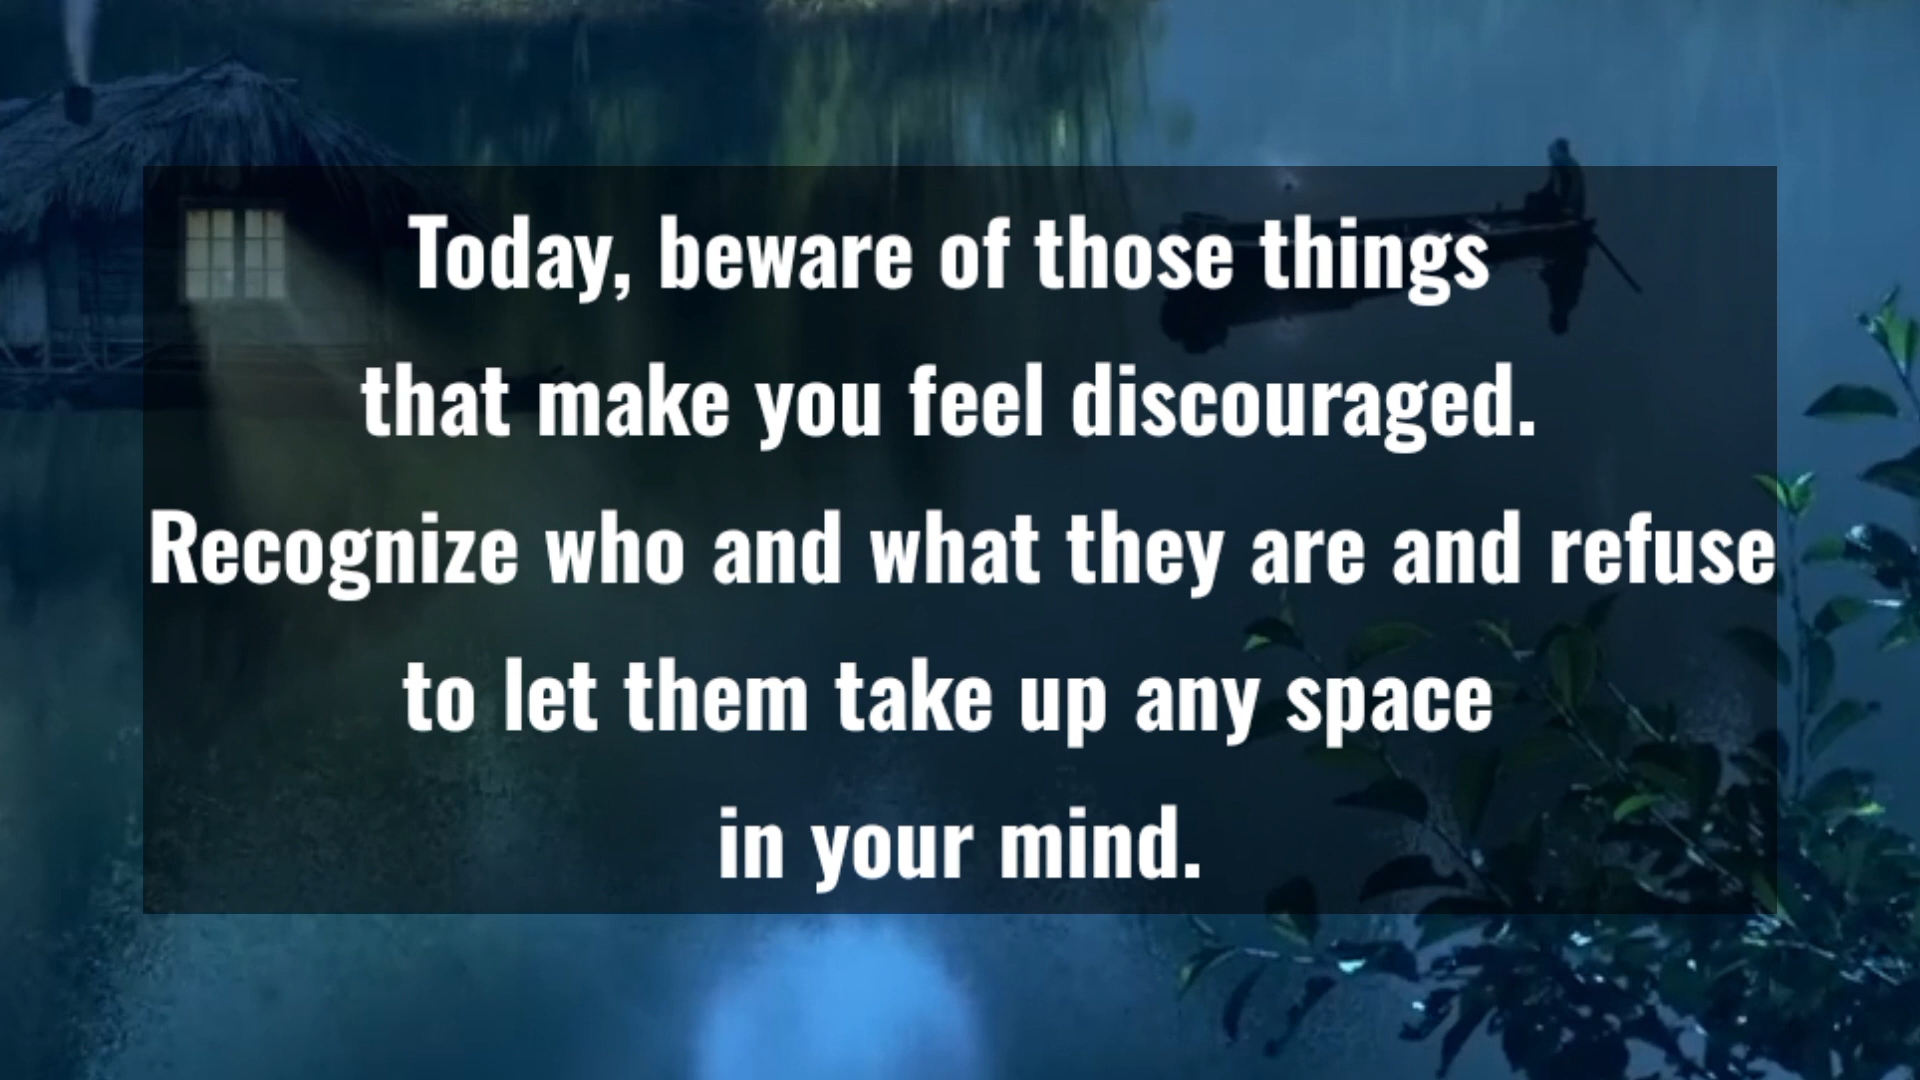 Today, beware of those things
that make you feel discouraged.
Recognize who and what they are and refuse
to let them take up any space
in your mind.